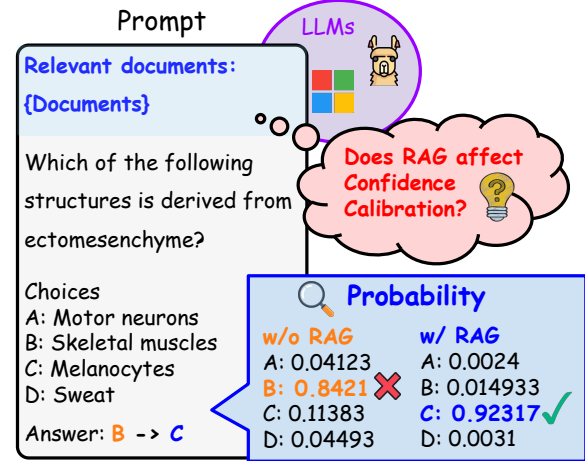 Prompt
LLMs
Relevant documents:
{Documents}
Does RAG affect
Confidence
Calibration?
Which of the following
structures is derived from
ectomesenchyme?
Choices
A: Motor neurons
B: Skeletal muscles
C: Melanocytes
D: Sweat
Answer: B -> C
Probability
w/o RAG
A: 0.04123
B: 0.8421
C: 0.11383
D: 0.04493
w/ RAG
A: 0.0024
B: 0.014933
C: 0.92317
D: 0.0031